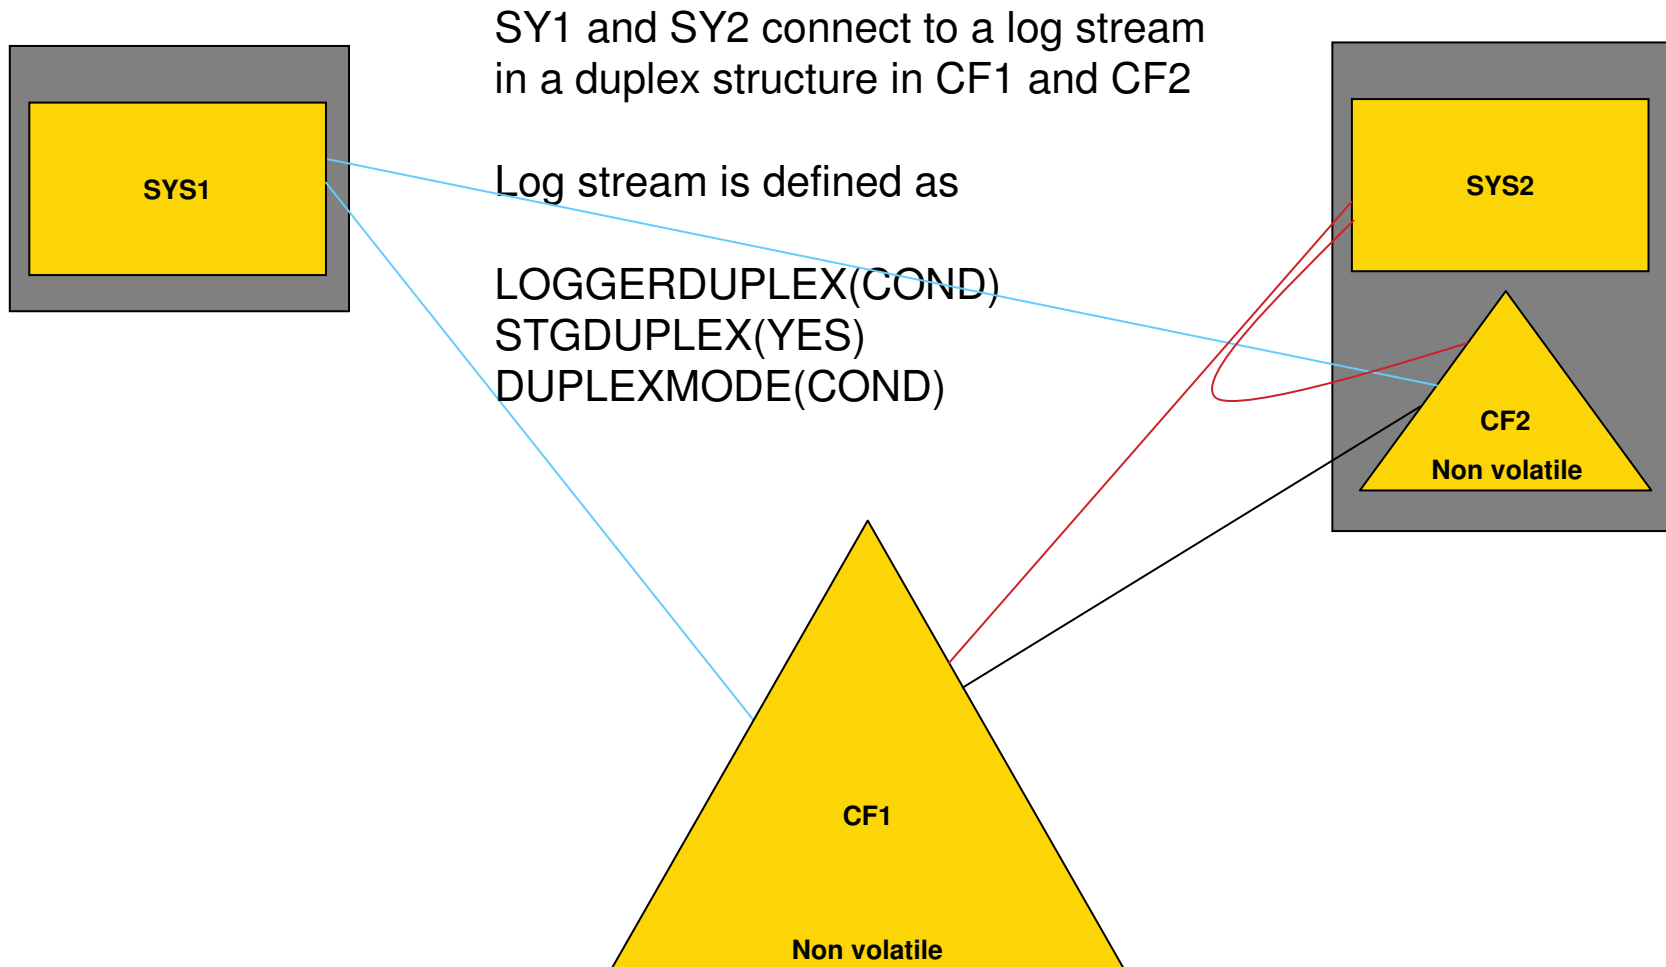 SY1 and SY2 connect to a log stream
in a duplex structure in CF1 and CF2
Log stream is defined as
LOGGERDUPLEX(COND)
STGDUPLEX(YES)
DUPLEXMODE(COND)
SYS1
SYS2
CF2
Non volatile
CF1
Non volatile